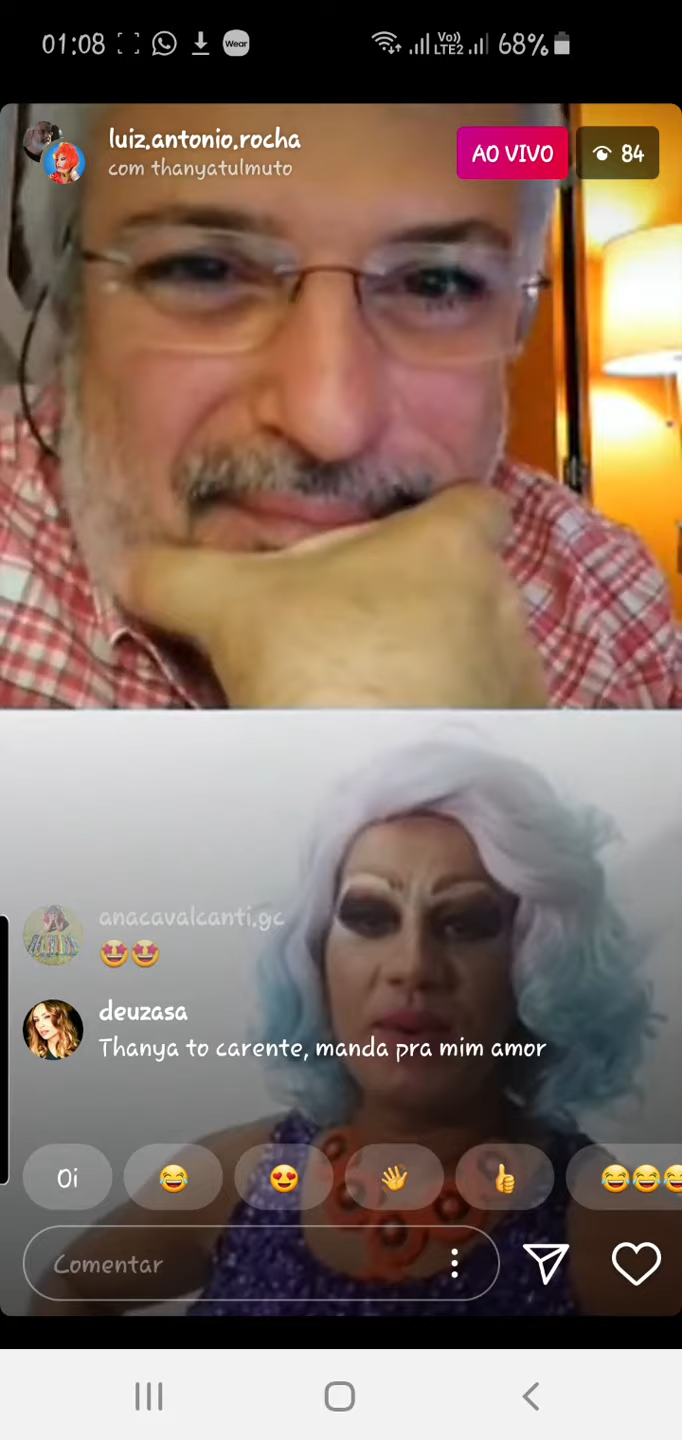 01:08
Wear
Vo))
LTE2
68%
luiz.antonio.rocha
com thanyatulmuto
AO VIVO
84
anacavalcanti.gc
🤩🤩
deuzasa
Thanya to carente, manda pra mim amor
Oi 😂 😍 👋 👍 😂😂😂
Comentar